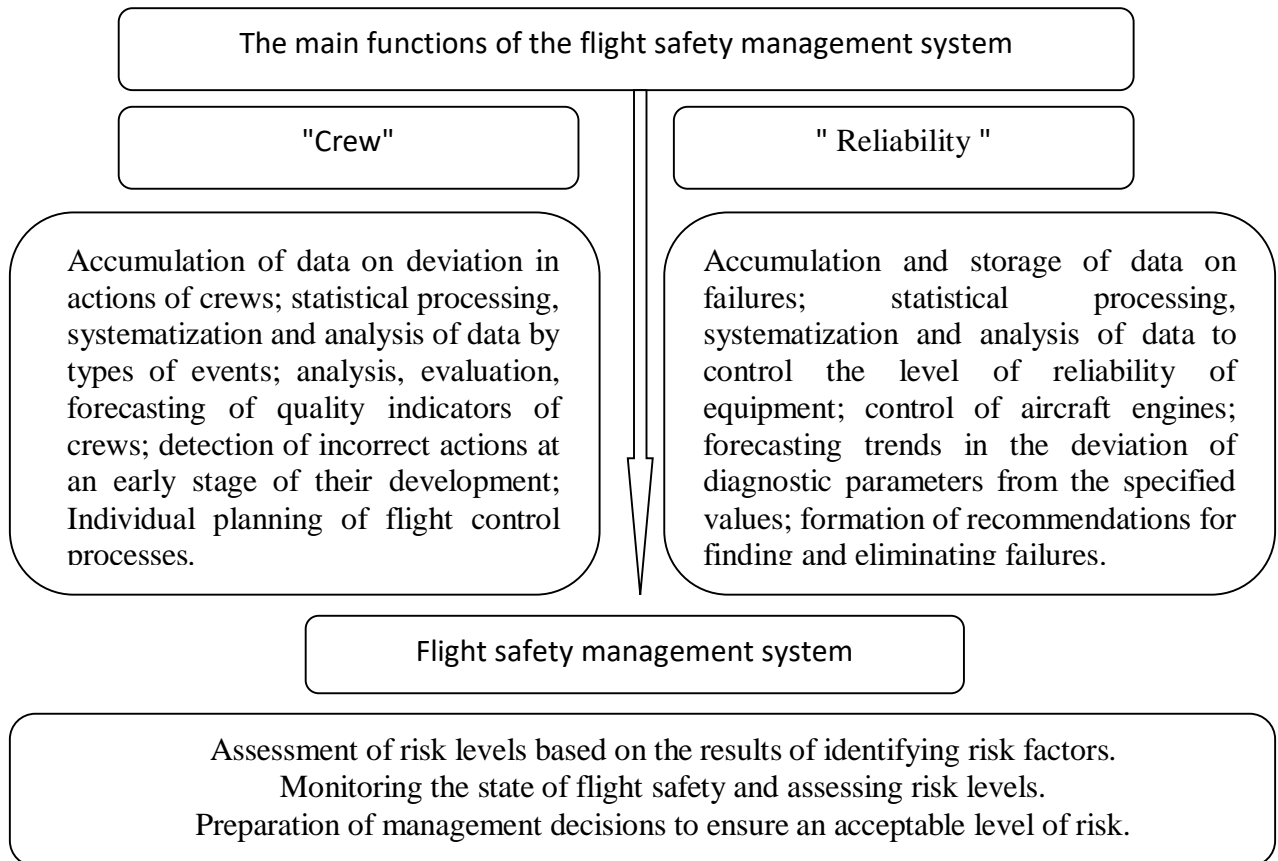 The main functions of the flight safety management system
"Crew"
" Reliability "
Accumulation of data on deviation in
actions of crews; statistical processing,
systematization and analysis of data by
types of events; analysis, evaluation,
forecasting of quality indicators of
crews; detection of incorrect actions at
an early stage of their development;
Individual planning of flight control
processes.
Accumulation and storage of data on
failures; statistical processing,
systematization and analysis of data to
control the level of reliability of
equipment; control of aircraft engines;
forecasting trends in the deviation of
diagnostic parameters from the specified
values; formation of recommendations for
finding and eliminating failures.
Flight safety management system
Assessment of risk levels based on the results of identifying risk factors.
Monitoring the state of flight safety and assessing risk levels.
Preparation of management decisions to ensure an acceptable level of risk.